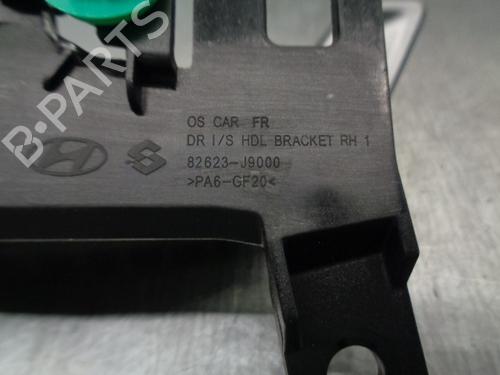 B-PARTS
OS CAR FR
DR I/S HDL BRACKET RH 1
82623-J9000
>PA6-GF20<